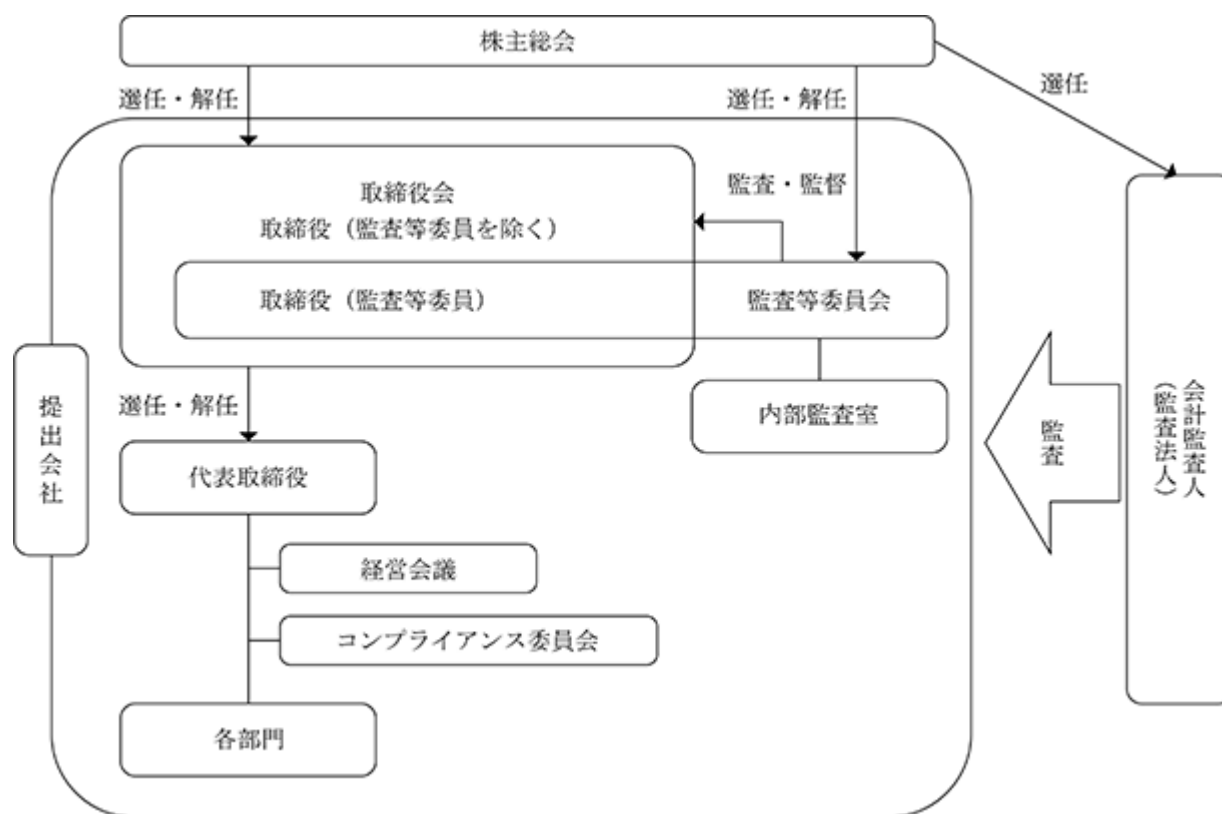 株主総会
選任・解任
選任・解任
選任
取締役会
取締役（監査等委員を除く）
監査・監督
取締役（監査等委員）
監査等委員会
内部監査室
選任・解任
代表取締役
経営会議
コンプライアンス委員会
各部門
提出会社
監査
会計監査人
（監査法人）